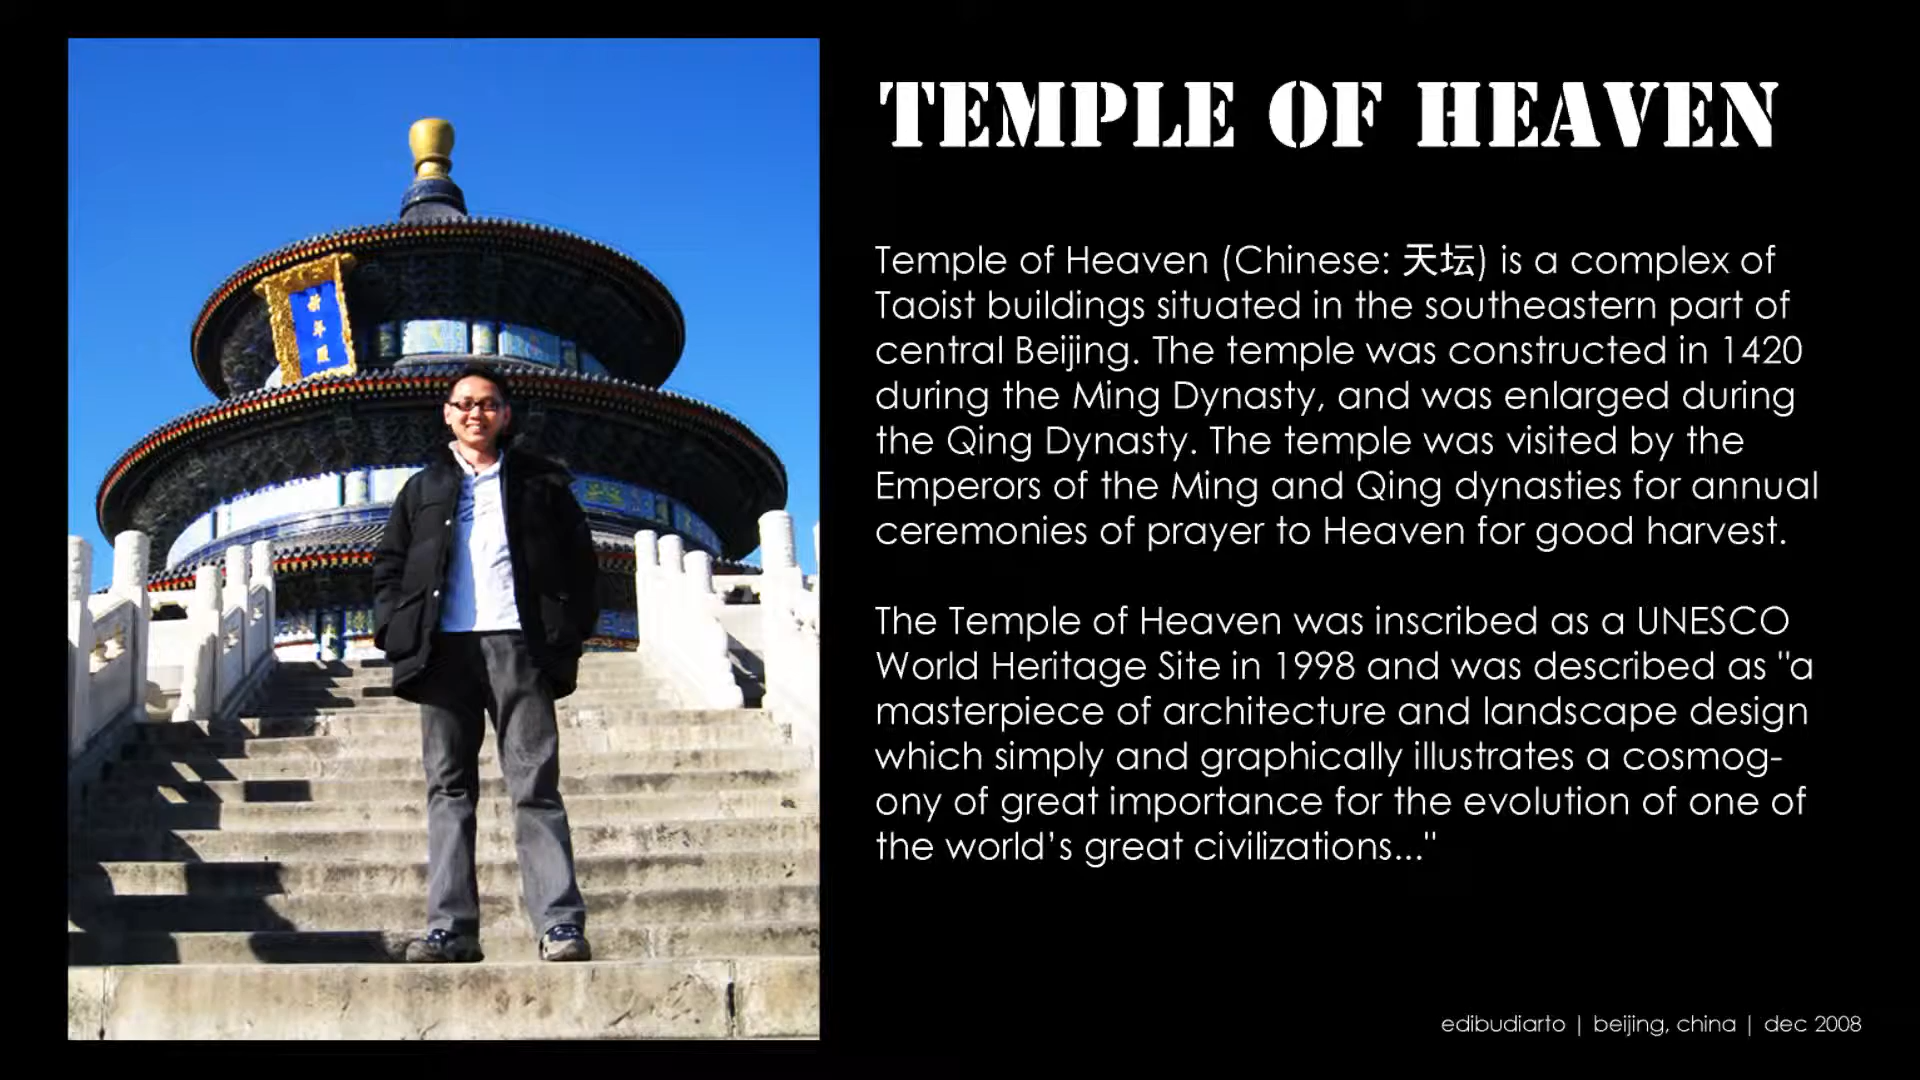 祈年殿
TEMPLE OF HEAVEN
Temple of Heaven (Chinese: 天坛) is a complex of
Taoist buildings situated in the southeastern part of
central Beijing. The temple was constructed in 1420
during the Ming Dynasty, and was enlarged during
the Qing Dynasty. The temple was visited by the
Emperors of the Ming and Qing dynasties for annual
ceremonies of prayer to Heaven for good harvest.
The Temple of Heaven was inscribed as a UNESCO
World Heritage Site in 1998 and was described as "a
masterpiece of architecture and landscape design
which simply and graphically illustrates a cosmog-
ony of great importance for the evolution of one of
the world’s great civilizations..."
edibudiarto | beijing, china | dec 2008